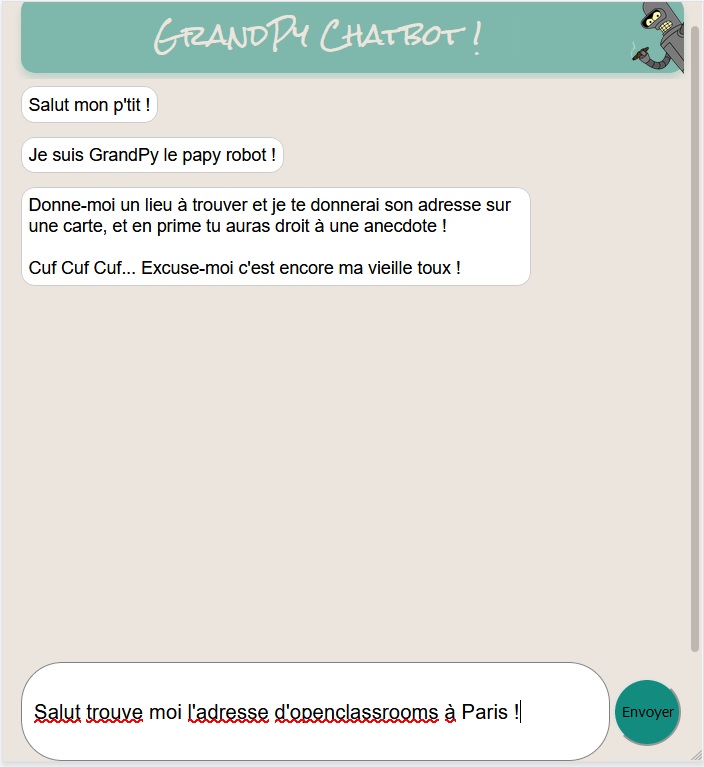 GrandPy Chatbot !
Salut mon p'tit !
Je suis GrandPy le papy robot !
Donne-moi un lieu à trouver et je te donnerai son adresse sur
une carte, et en prime tu auras droit à une anecdote !
Cuf Cuf Cuf... Excuse-moi c'est encore ma vieille toux !
Salut trouve moi l'adresse d'openclassrooms à Paris !
Envoyer